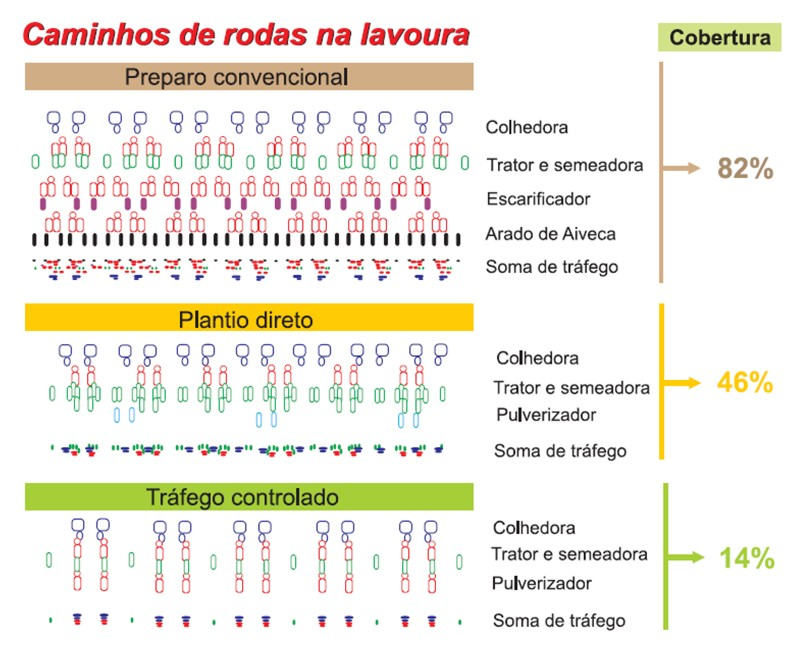 Caminhos de rodas na lavoura
Cobertura
Preparo convencional
Colhedora
Trator e semeadora
Escarificador
Arado de Aiveca
Soma de tráfego
82%
Plantio direto
Colhedora
Trator e semeadora
Pulverizador
Soma de tráfego
46%
Tráfego controlado
Colhedora
Trator e semeadora
Pulverizador
Soma de tráfego
14%